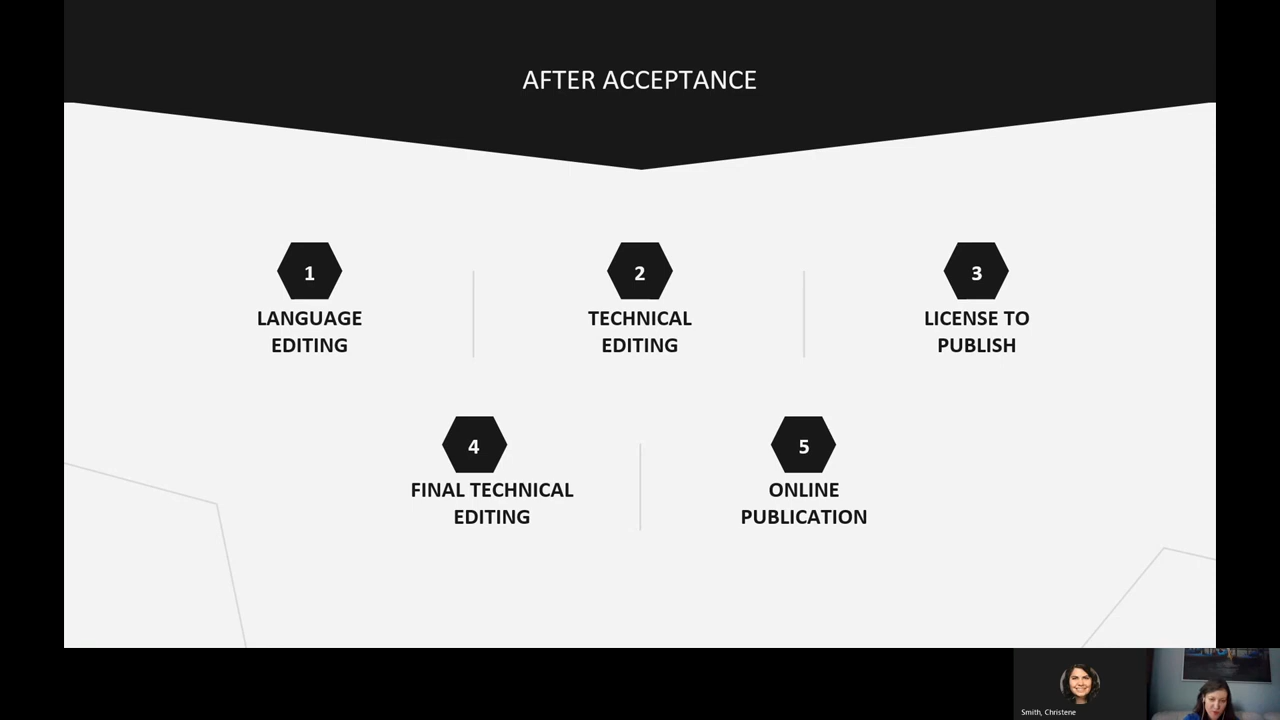 AFTER ACCEPTANCE
1
LANGUAGE
EDITING
2
TECHNICAL
EDITING
3
LICENSE TO
PUBLISH
4
FINAL TECHNICAL
EDITING
5
ONLINE
PUBLICATION
Smith, Christene